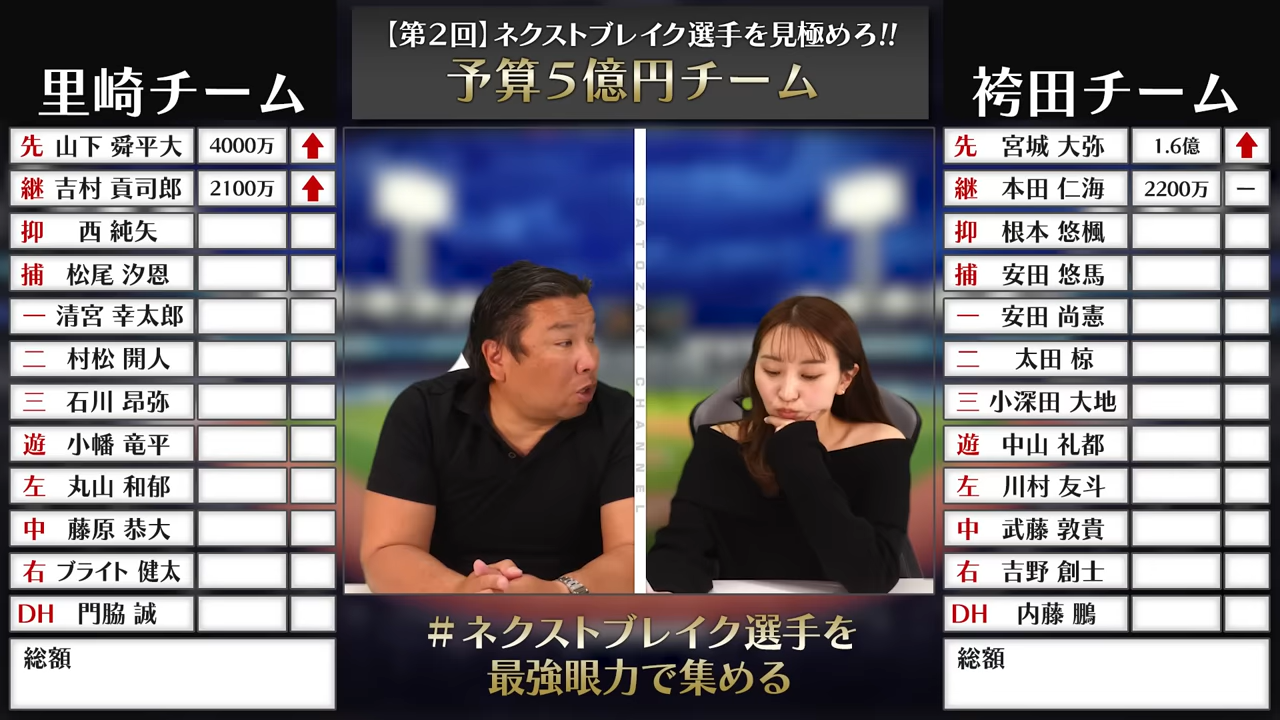 【第2回】ネクストブレイク選手を見極めろ!!
予算5億円チーム
里崎チーム
先 山下 舜平大 4000万
継 吉村 貢司郎 2100万
抑 西 純矢
捕 松尾 汐恩
一 清宮 幸太郎
二 村松 開人
三 石川 昂弥
遊 小幡 竜平
左 丸山 和郁
中 藤原 恭大
右 ブライト 健太
DH 門脇 誠
総額
SATOZAKI CHANNEL
袴田チーム
先 宮城 大弥 1.6億
継 本田 仁海 2200万 ー
抑 根本 悠楓
捕 安田 悠馬
一 安田 尚憲
二 太田 椋
三 小深田 大地
遊 中山 礼都
左 川村 友斗
中 武藤 敦貴
右 吉野 創士
DH 内藤 鵬
総額
#ネクストブレイク選手を
最強眼力で集める